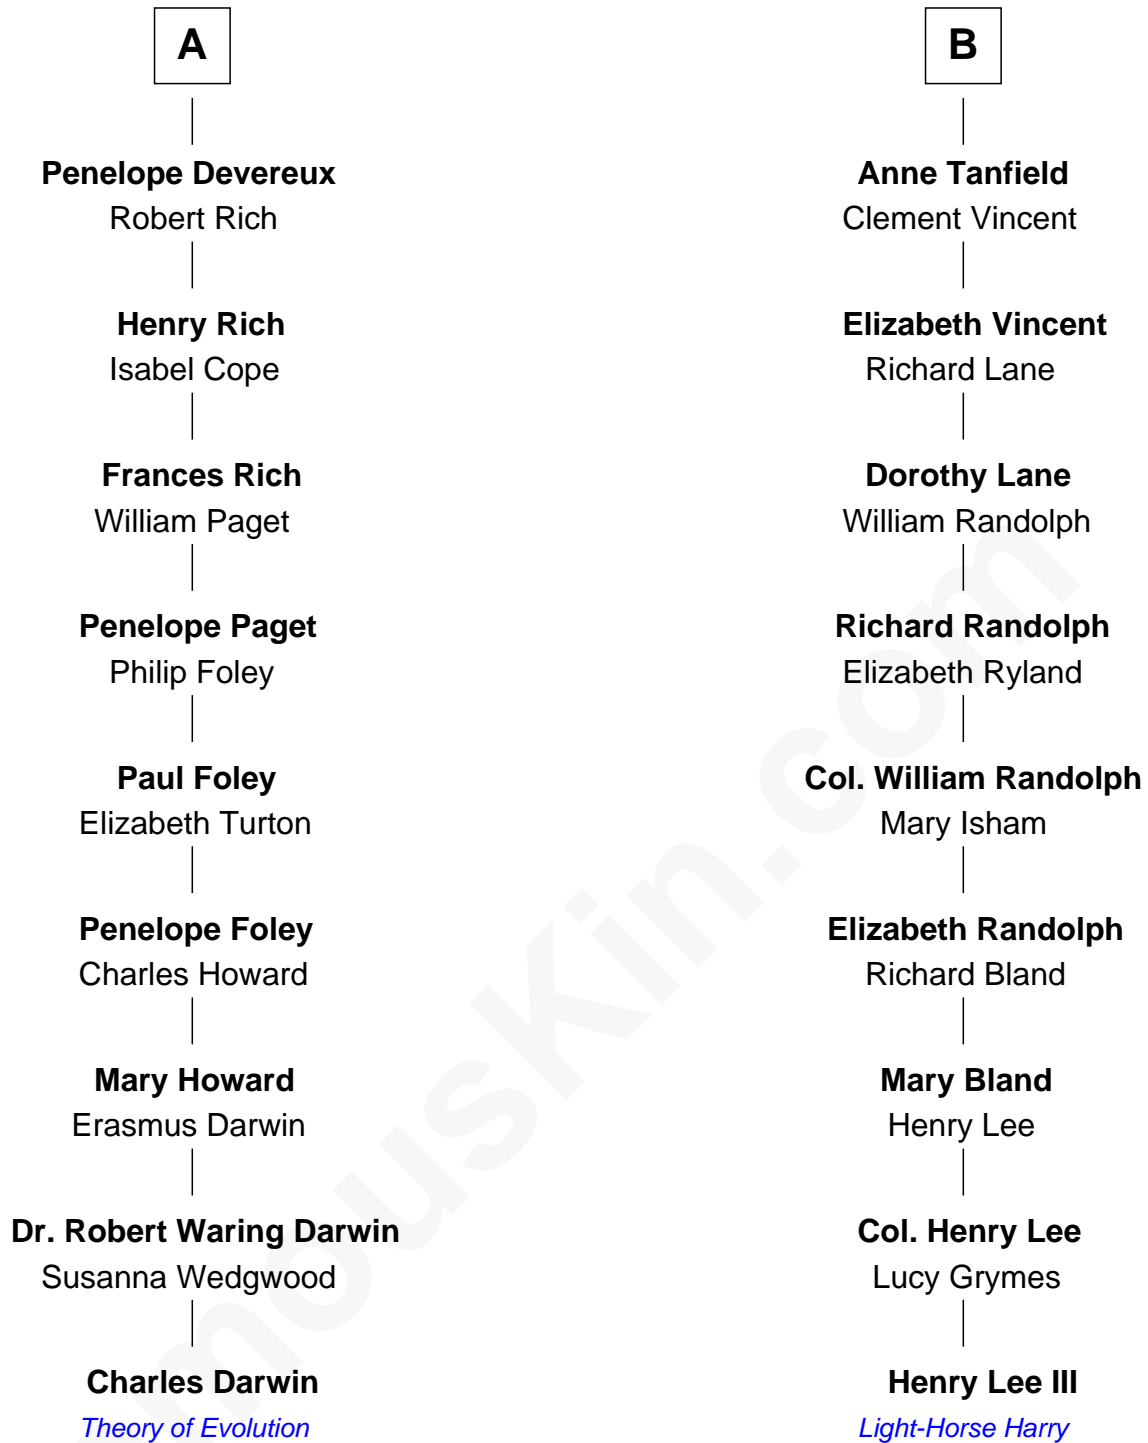 A
Penelope Devereux
Robert Rich
Henry Rich
Isabel Cope
Frances Rich
William Paget
Penelope Paget
Philip Foley
Paul Foley
Elizabeth Turton
Penelope Foley
Charles Howard
Mary Howard
Erasmus Darwin
Dr. Robert Waring Darwin
Susanna Wedgwood
Charles Darwin
Theory of Evolution
B
Anne Tanfield
Clement Vincent
Elizabeth Vincent
Richard Lane
Dorothy Lane
William Randolph
Richard Randolph
Elizabeth Ryland
Col. William Randolph
Mary Isham
Elizabeth Randolph
Richard Bland
Mary Bland
Henry Lee
Col. Henry Lee
Lucy Grymes
Henry Lee III
Light-Horse Harry
mousKin.com